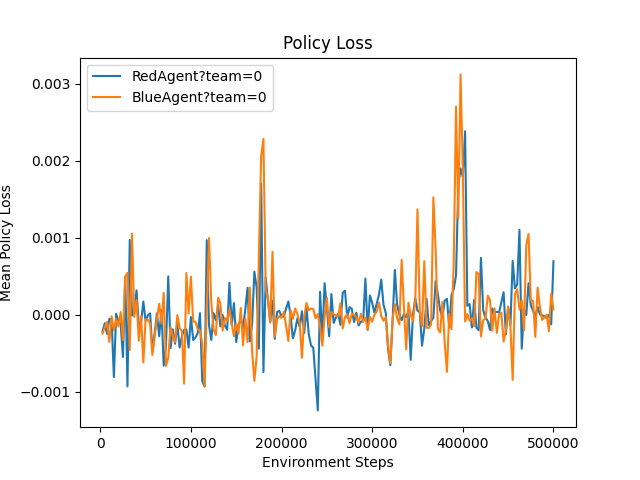 Policy Loss
RedAgent?team=0
BlueAgent?team=0
Mean Policy Loss
0.003
0.002
0.001
0.000
−0.001
0
100000
200000
300000
400000
500000
Environment Steps